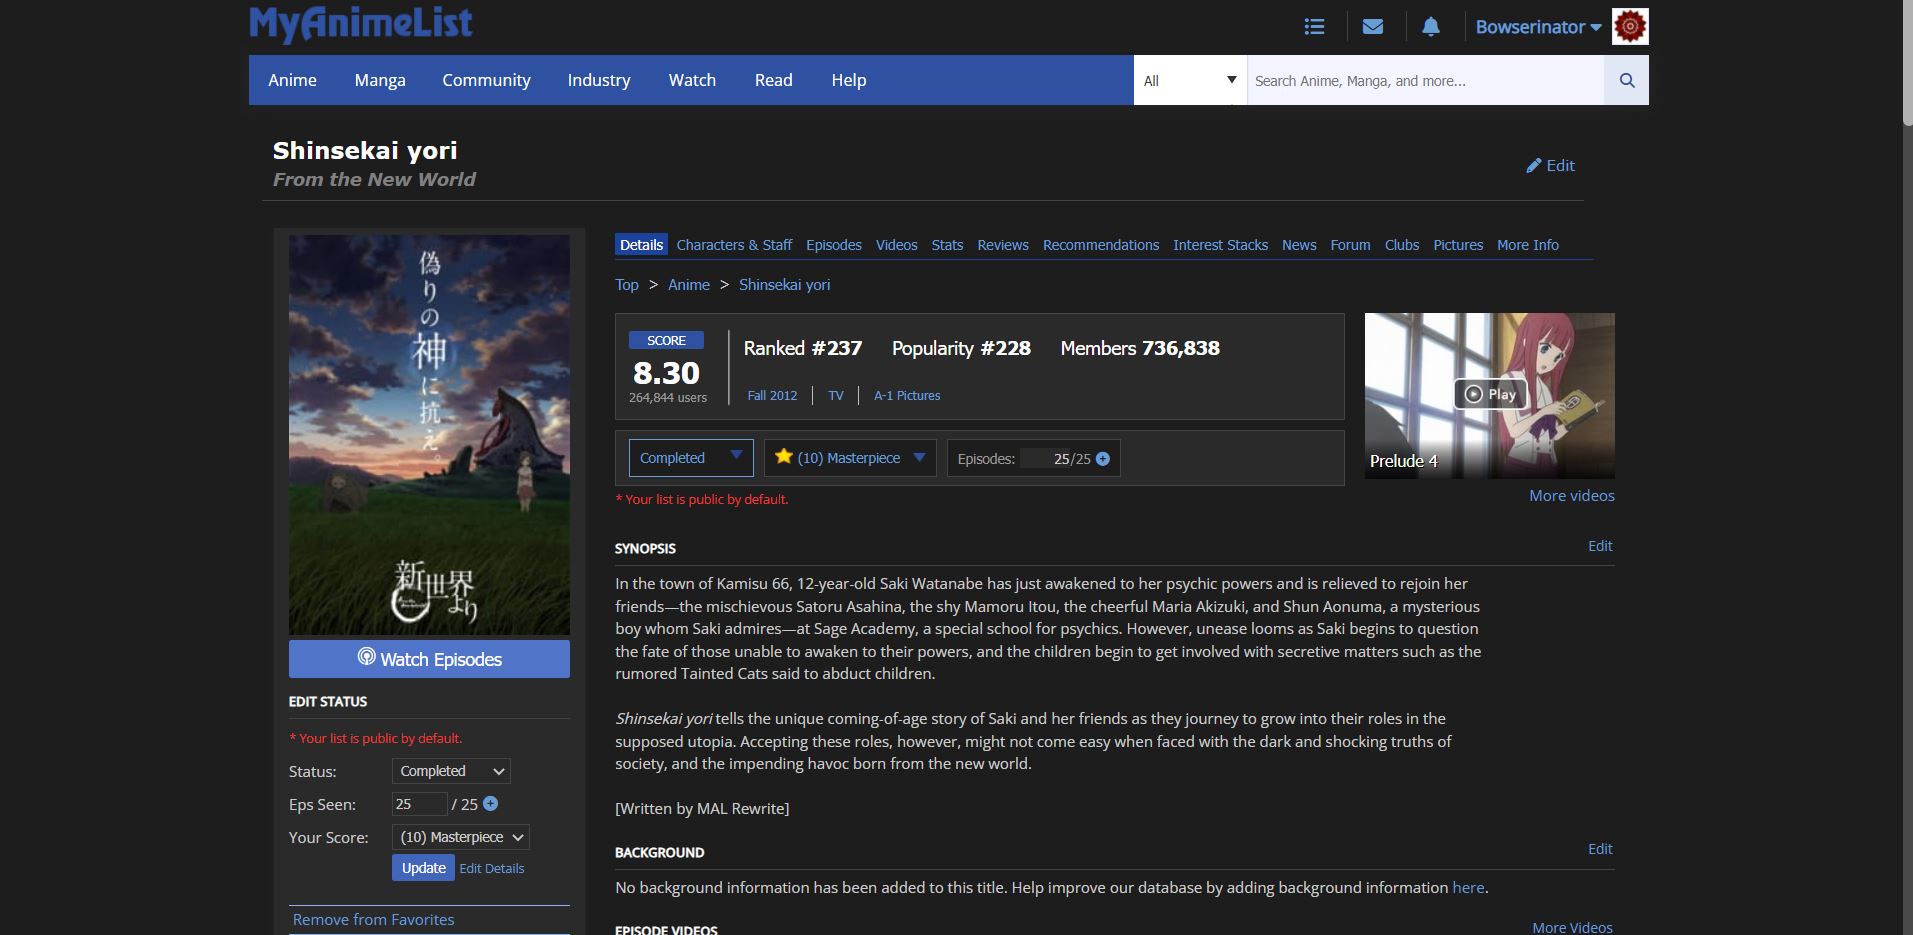 MyAnimeList
Bowserinator
Anime Manga Community Industry Watch Read Help
All
Search Anime, Manga, and more...
Shinsekai yori
From the New World
Edit
偽りの神に抗え。
新世界より
Watch Episodes
EDIT STATUS
* Your list is public by default.
Status: Completed
Eps Seen: 25 / 25
Your Score: (10) Masterpiece
Update Edit Details
Remove from Favorites
Details Characters & Staff Episodes Videos Stats Reviews Recommendations Interest Stacks News Forum Clubs Pictures More Info
Top > Anime > Shinsekai yori
SCORE
8.30
264,844 users
Ranked #237 Popularity #228 Members 736,838
Fall 2012 TV A-1 Pictures
Completed (10) Masterpiece Episodes: 25/25
* Your list is public by default.
Play
Prelude 4
More videos
SYNOPSIS Edit
In the town of Kamisu 66, 12-year-old Saki Watanabe has just awakened to her psychic powers and is relieved to rejoin her
friends—the mischievous Satoru Asahina, the shy Mamoru Itou, the cheerful Maria Akizuki, and Shun Aonuma, a mysterious
boy whom Saki admires—at Sage Academy, a special school for psychics. However, unease looms as Saki begins to question
the fate of those unable to awaken to their powers, and the children begin to get involved with secretive matters such as the
rumored Tainted Cats said to abduct children.
Shinsekai yori tells the unique coming-of-age story of Saki and her friends as they journey to grow into their roles in the
supposed utopia. Accepting these roles, however, might not come easy when faced with the dark and shocking truths of
society, and the impending havoc born from the new world.
[Written by MAL Rewrite]
BACKGROUND Edit
No background information has been added to this title. Help improve our database by adding background information here.
EPISODE VIDEOS More Videos